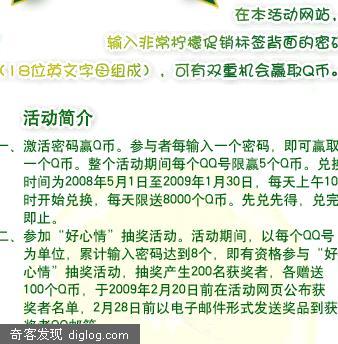 在本活动网站，
输入非常柠檬促销标签背面的密码
（18位英文字母组成），可有双重机会赢取Q币。
活动简介
一、激活密码赢Q币。参与者每输入一个密码，即可赢取
一个Q币。整个活动期间每个QQ号限赢5个Q币。兑换
时间为2008年5月1日至2009年1月30日，每天上午10
时开始兑换，每天限送8000个Q币。先兑先得，兑完
即止。
二、参加“好心情”抽奖活动。活动期间，以每个QQ号
为单位，累计输入密码达到8个，即有资格参与“好
心情”抽奖活动，抽奖产生200名获奖者，各赠送
100个Q币，于2009年2月20日前在活动网页公布获
奖者名单，2月28日前以电子邮件形式发送奖品到获
奖者QQ邮箱
奇客发现 diglog.com